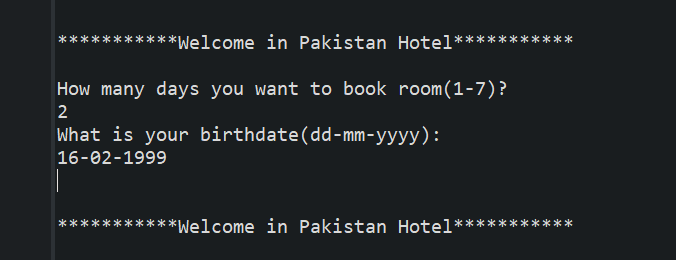 ***********Welcome in Pakistan Hotel***********
How many days you want to book room(1-7)?
2
What is your birthdate(dd-mm-yyyy):
16-02-1999
***********Welcome in Pakistan Hotel***********